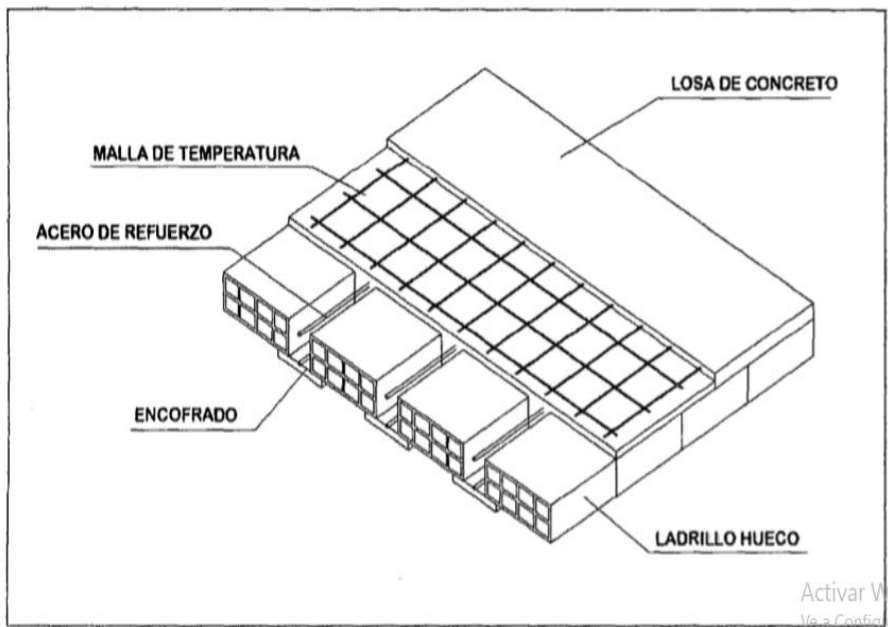 LOSA DE CONCRETO
MALLA DE TEMPERATURA
ACERO DE REFUERZO
ENCOFRADO
LADRILLO HUECO
Activar